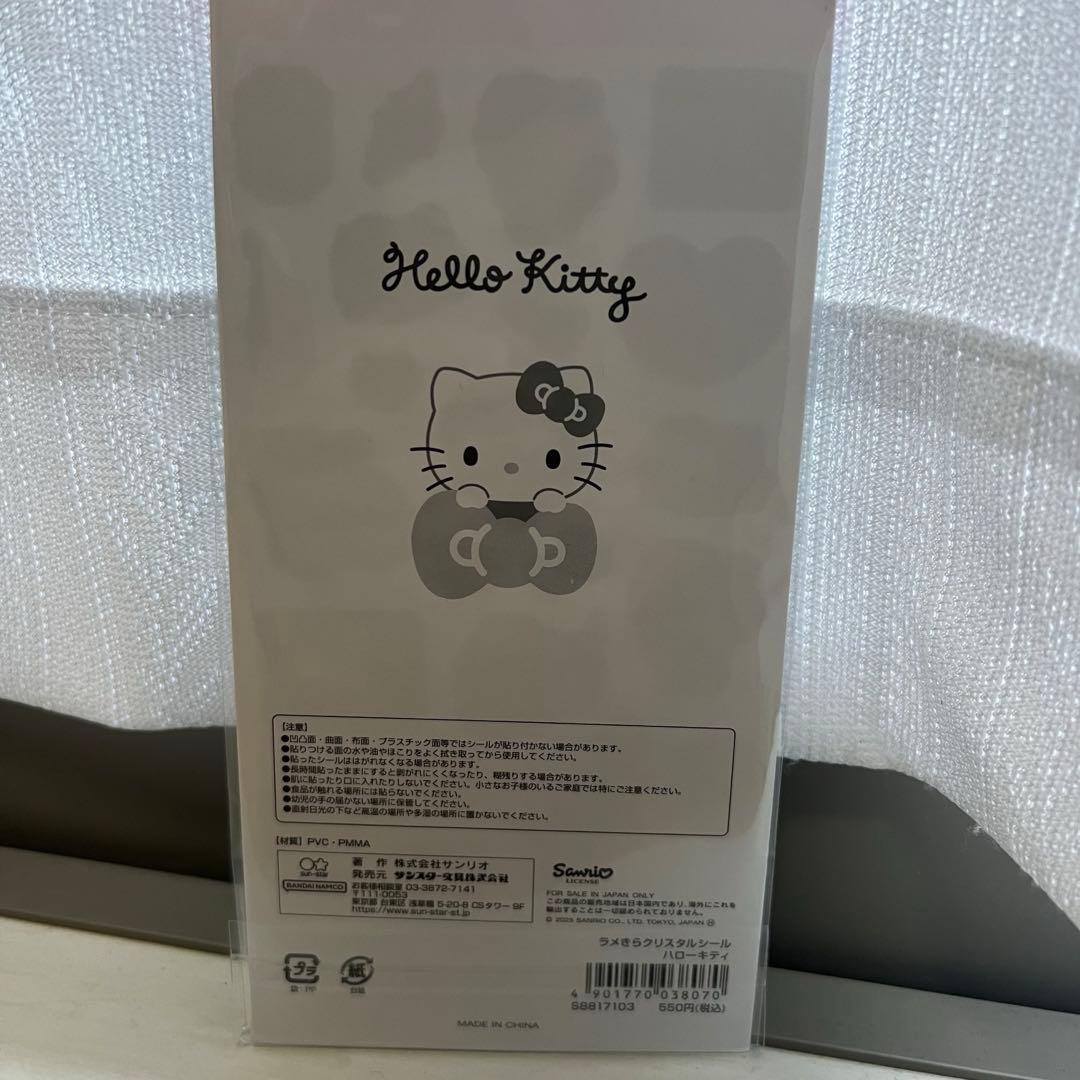 Hello Kitty
【注意】
●凹凸面・曲面・布面・プラスチック面等ではシールが貼り付かない場合があります。
●貼りつける面の水や油やほこりをよく拭き取ってから使用してください。
●貼ったシールははがれなくなる場合があります。
●長時間貼ったままにすると剥がれにくくなったり、糊残りする場合があります。
●肌に貼ったり口に入れたりしないでください。小さなお子様のいるご家庭では特にご注意ください。
●食品が触れる場所には貼らないでください。
●幼児の手の届かない場所に保管してください。
●直射日光の下など高温の場所や多湿の場所に置かないでください。
【材質】PVC・PMMA
sun-star
BANDAI NAMCO
著 作 株式会社サンリオ
発売元 サンスター文具株式会社
お客様相談室 03-3872-7141
〒111-0053
東京都 台東区 浅草橋 5-20-8 CSタワー 9F
https://www.sun-star-st.jp
Sanrio
LICENSE
FOR SALE IN JAPAN ONLY
この商品の販売地域は日本国内であり、海外にこれを
輸出することは一切認められておりません。
© 2025 SANRIO CO., LTD. TOKYO, JAPAN Ⓗ
ラメきらクリスタルシール
ハローキティ
4 901770 038070
S8817103 550円(税込)
プラ
袋:PP
紙
台紙
MADE IN CHINA